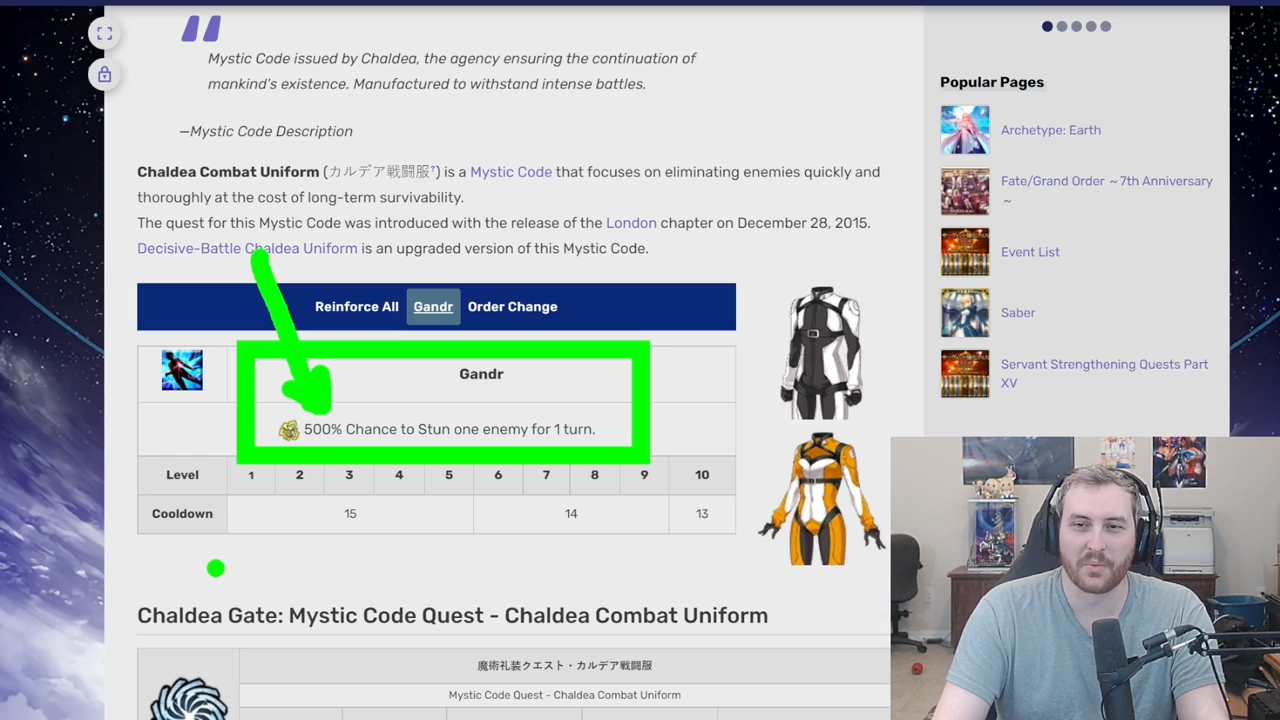 Mystic Code issued by Chaldea, the agency ensuring the continuation of
mankind's existence. Manufactured to withstand intense battles.
—Mystic Code Description
Chaldea Combat Uniform (カルデア戦闘服?) is a Mystic Code that focuses on eliminating enemies quickly and
thoroughly at the cost of long-term survivability.
The quest for this Mystic Code was introduced with the release of the London chapter on December 28, 2015.
Decisive-Battle Chaldea Uniform is an upgraded version of this Mystic Code.
Reinforce All Gandr Order Change
Gandr
500% Chance to Stun one enemy for 1 turn.
Level 1 2 3 4 5 6 7 8 9 10
Cooldown 15 14 13
Chaldea Gate: Mystic Code Quest - Chaldea Combat Uniform
魔術礼装クエスト・カルデア戦闘服
Mystic Code Quest - Chaldea Combat Uniform
Popular Pages
Archetype: Earth
Fate/Grand Order ~7th Anniversary
~
Event List
Saber
Servant Strengthening Quests Part
XV